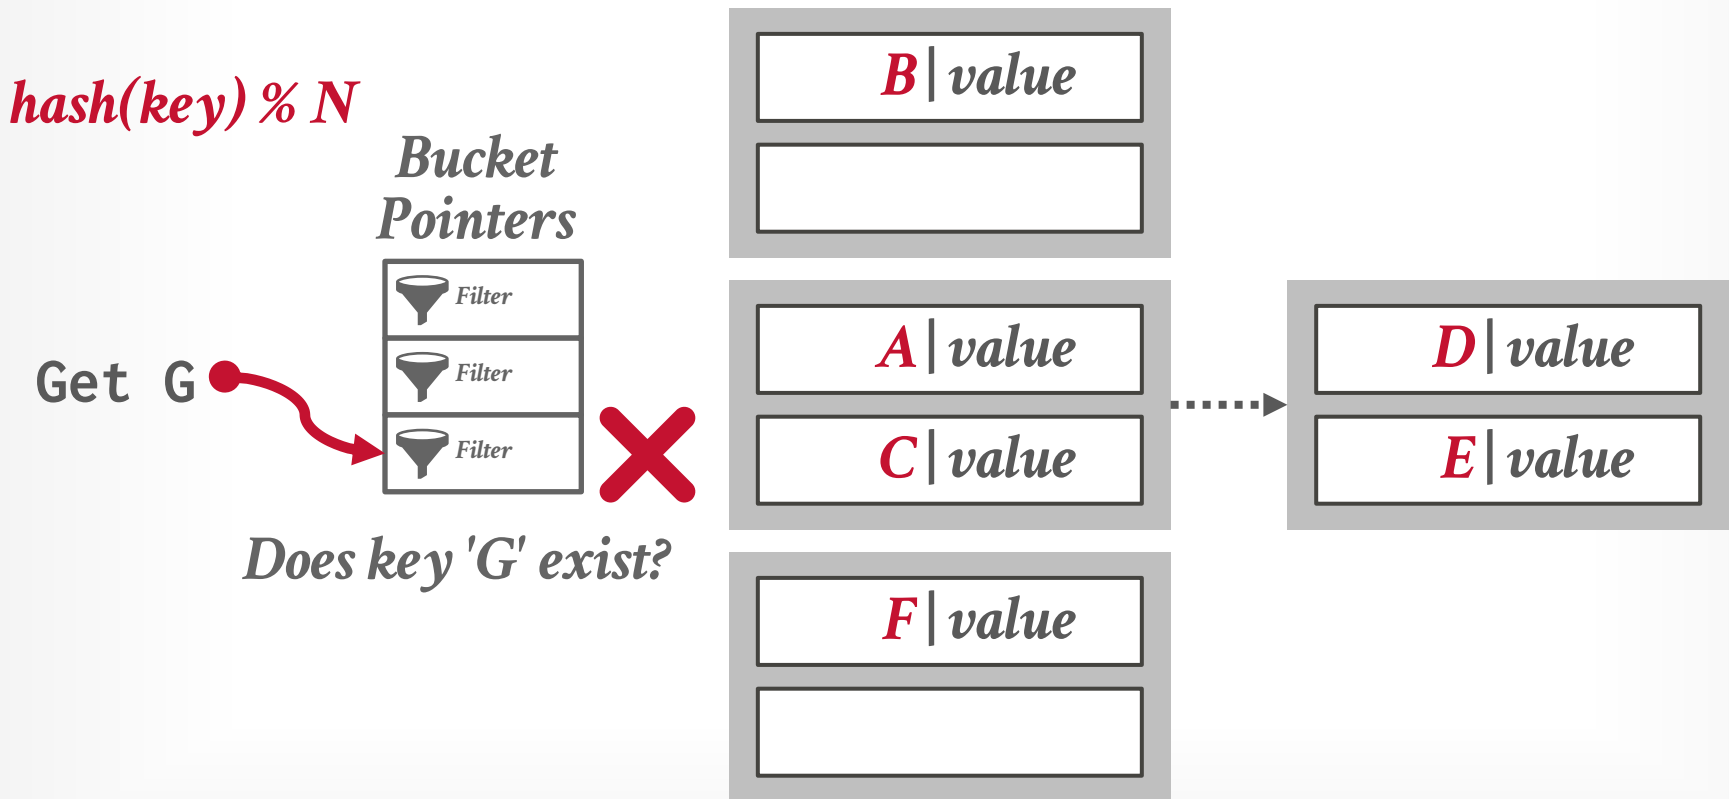 hash(key) % N
Bucket
Pointers
Filter
Filter
Filter
Get G
Does key 'G' exist?
B|value
A|value
C|value
D|value
E|value
F|value